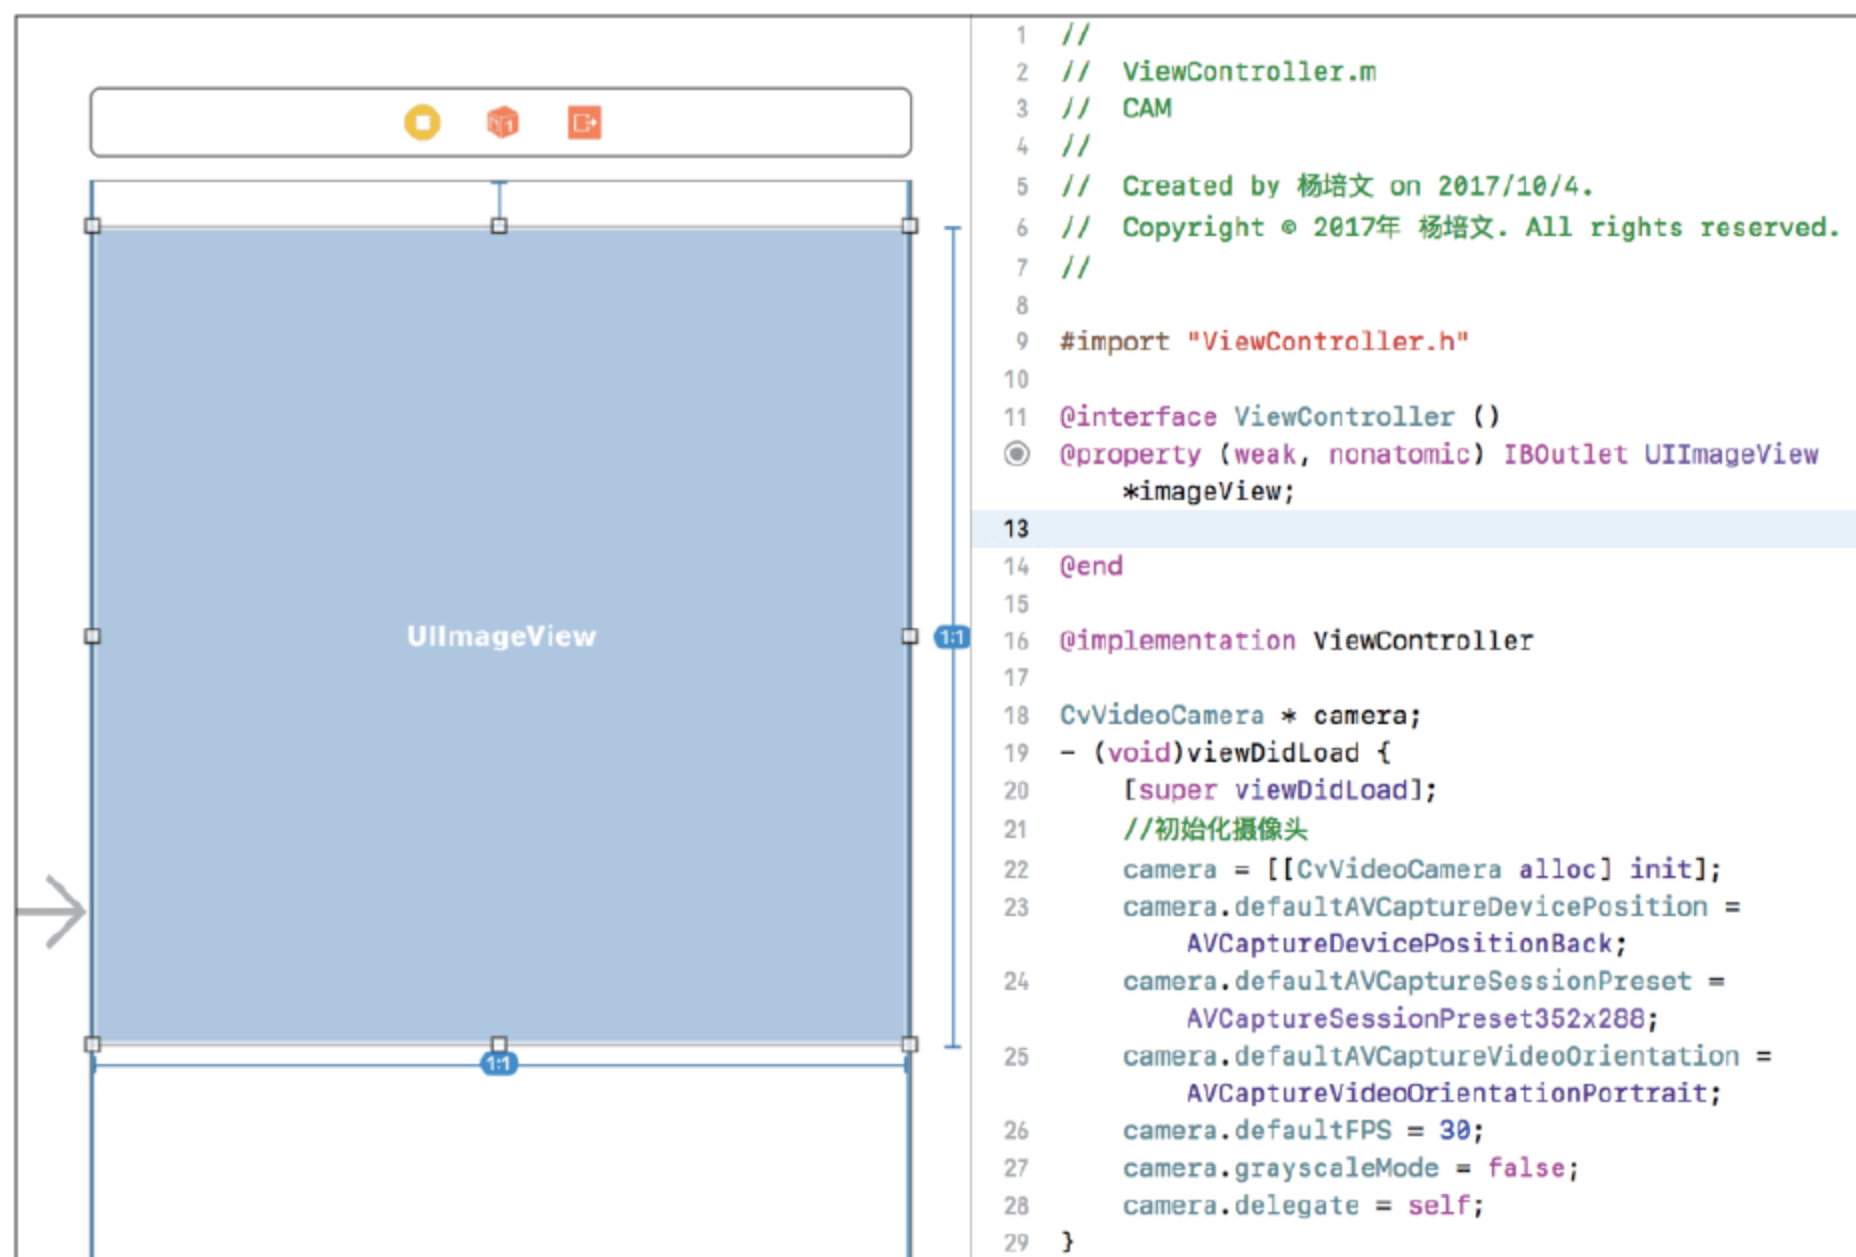 UIImageView
1:1
1:1
1 //
2 // ViewController.m
3 // CAM
4 //
5 // Created by 杨培文 on 2017/10/4.
6 // Copyright © 2017年 杨培文. All rights reserved.
7 //
8
9 #import "ViewController.h"
10
11 @interface ViewController ()
@property (weak, nonatomic) IBOutlet UIImageView
*imageView;
13
14 @end
15
16 @implementation ViewController
17
18 CvVideoCamera * camera;
19 - (void)viewDidLoad {
20 [super viewDidLoad];
21 //初始化摄像头
22 camera = [[CvVideoCamera alloc] init];
23 camera.defaultAVCaptureDevicePosition =
AVCaptureDevicePositionBack;
24 camera.defaultAVCaptureSessionPreset =
AVCaptureSessionPreset352x288;
25 camera.defaultAVCaptureVideoOrientation =
AVCaptureVideoOrientationPortrait;
26 camera.defaultFPS = 30;
27 camera.grayscaleMode = false;
28 camera.delegate = self;
29 }